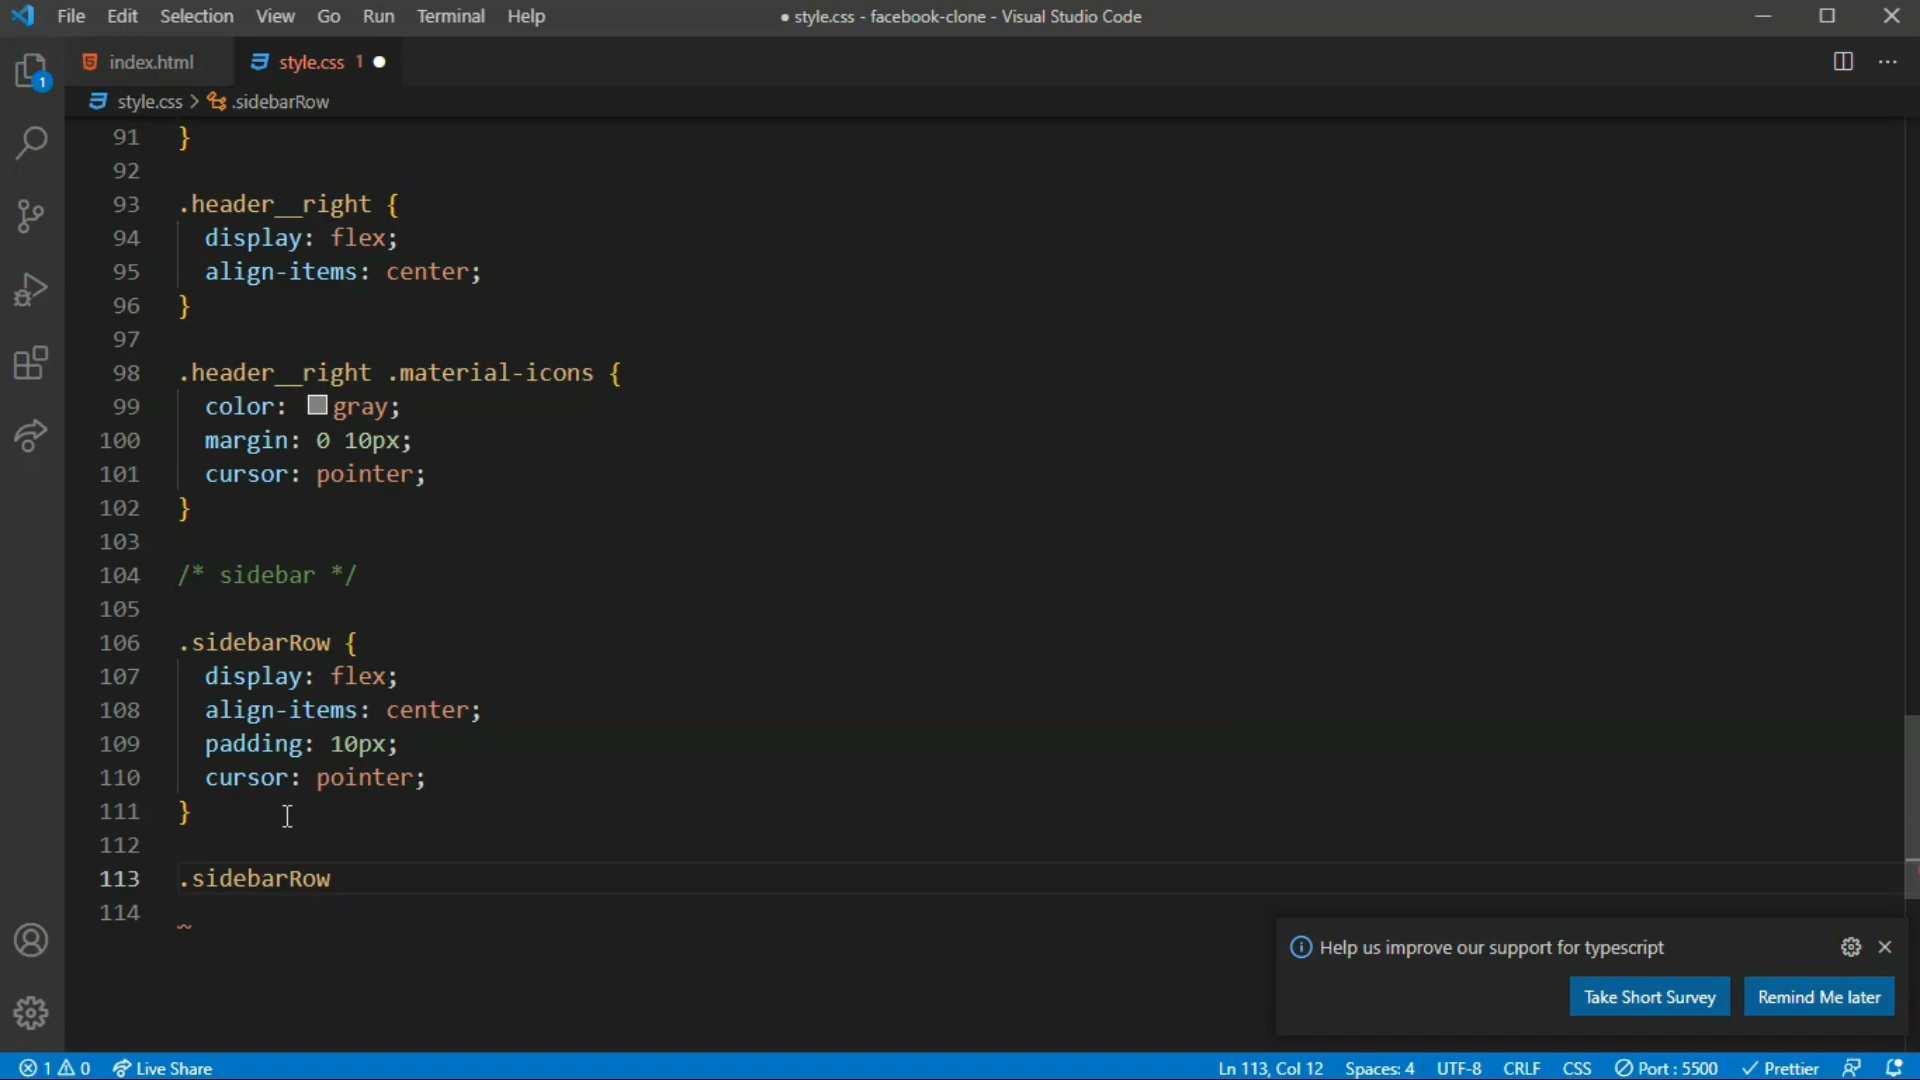 File Edit Selection View Go Run Terminal Help
● style.css - facebook-clone - Visual Studio Code
index.html
style.css 1 ●
style.css > .sidebarRow
1
91 }
92
93 .header__right {
94 display: flex;
95 align-items: center;
96 }
97
98 .header__right .material-icons {
99 color: gray;
100 margin: 0 10px;
101 cursor: pointer;
102 }
103
104 /* sidebar */
105
106 .sidebarRow {
107 display: flex;
108 align-items: center;
109 padding: 10px;
110 cursor: pointer;
111 }
112
113 .sidebarRow
114
Help us improve our support for typescript
Take Short Survey Remind Me later
1 0 Live Share Ln 113, Col 12 Spaces: 4 UTF-8 CRLF CSS Port : 5500 Prettier